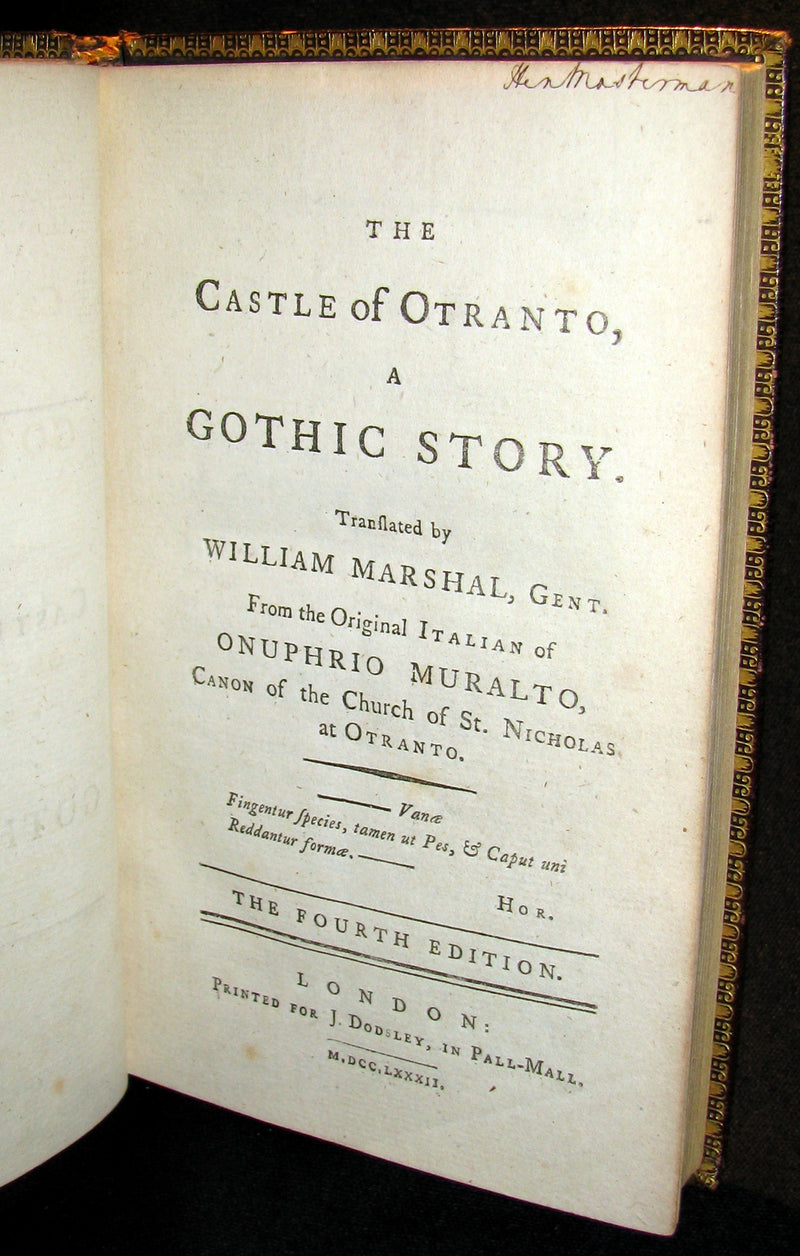 Hen Masterman
THE
CASTLE of OTRANTO,
A
GOTHIC STORY.
Tranſlated by
WILLIAM MARSHAL, GENT.
From the Original ITALIAN of
ONUPHRIO MURALTO,
CANON of the Church of St. NICHOLAS
at OTRANTO.
——— Vanæ
Fingentur ſpecies, tamen ut Pes, & Caput uni
Reddantur formæ. ———
HOR.
THE FOURTH EDITION.
LONDON:
PRINTED FOR J. DODSLEY, IN PALL-MALL.
M.DCC.LXXXII.